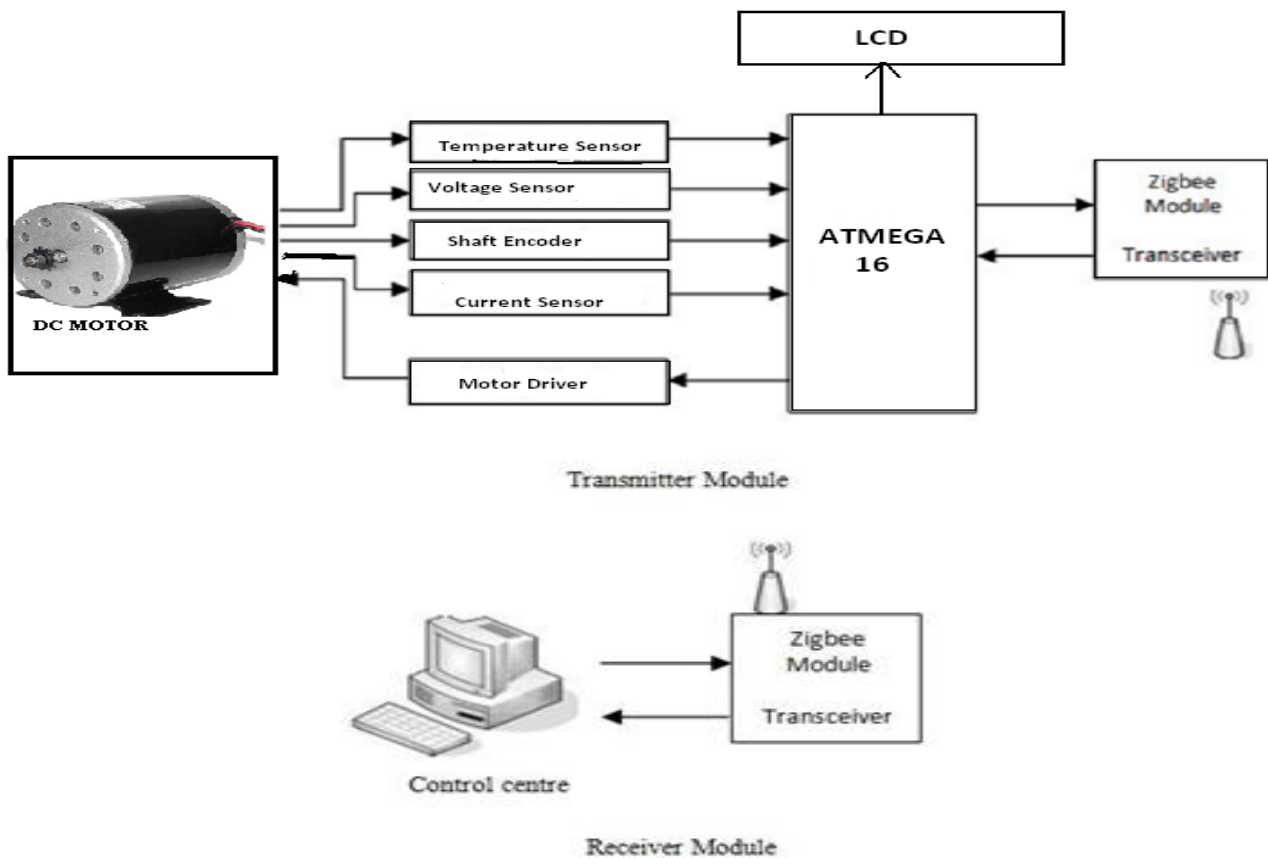 LCD
Temperature Sensor
Voltage Sensor
Shaft Encoder
Current Sensor
Motor Driver
ATMEGA
16
Zigbee
Module
Transceiver
DC MOTOR
Transmitter Module
Zigbee
Module
Transceiver
Control centre
Receiver Module